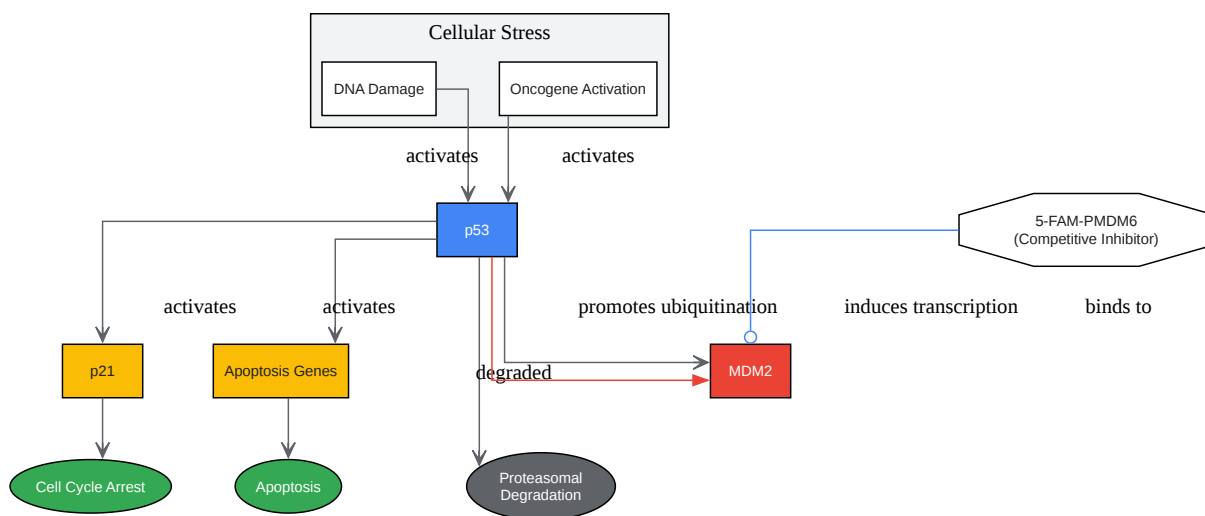 Cellular Stress
DNA Damage
Oncogene Activation
activates
activates
p53
5-FAM-PMDM6
(Competitive Inhibitor)
activates
activates
promotes ubiquitination
induces transcription
binds to
p21
Apoptosis Genes
degraded
MDM2
Cell Cycle Arrest
Apoptosis
Proteasomal
Degradation